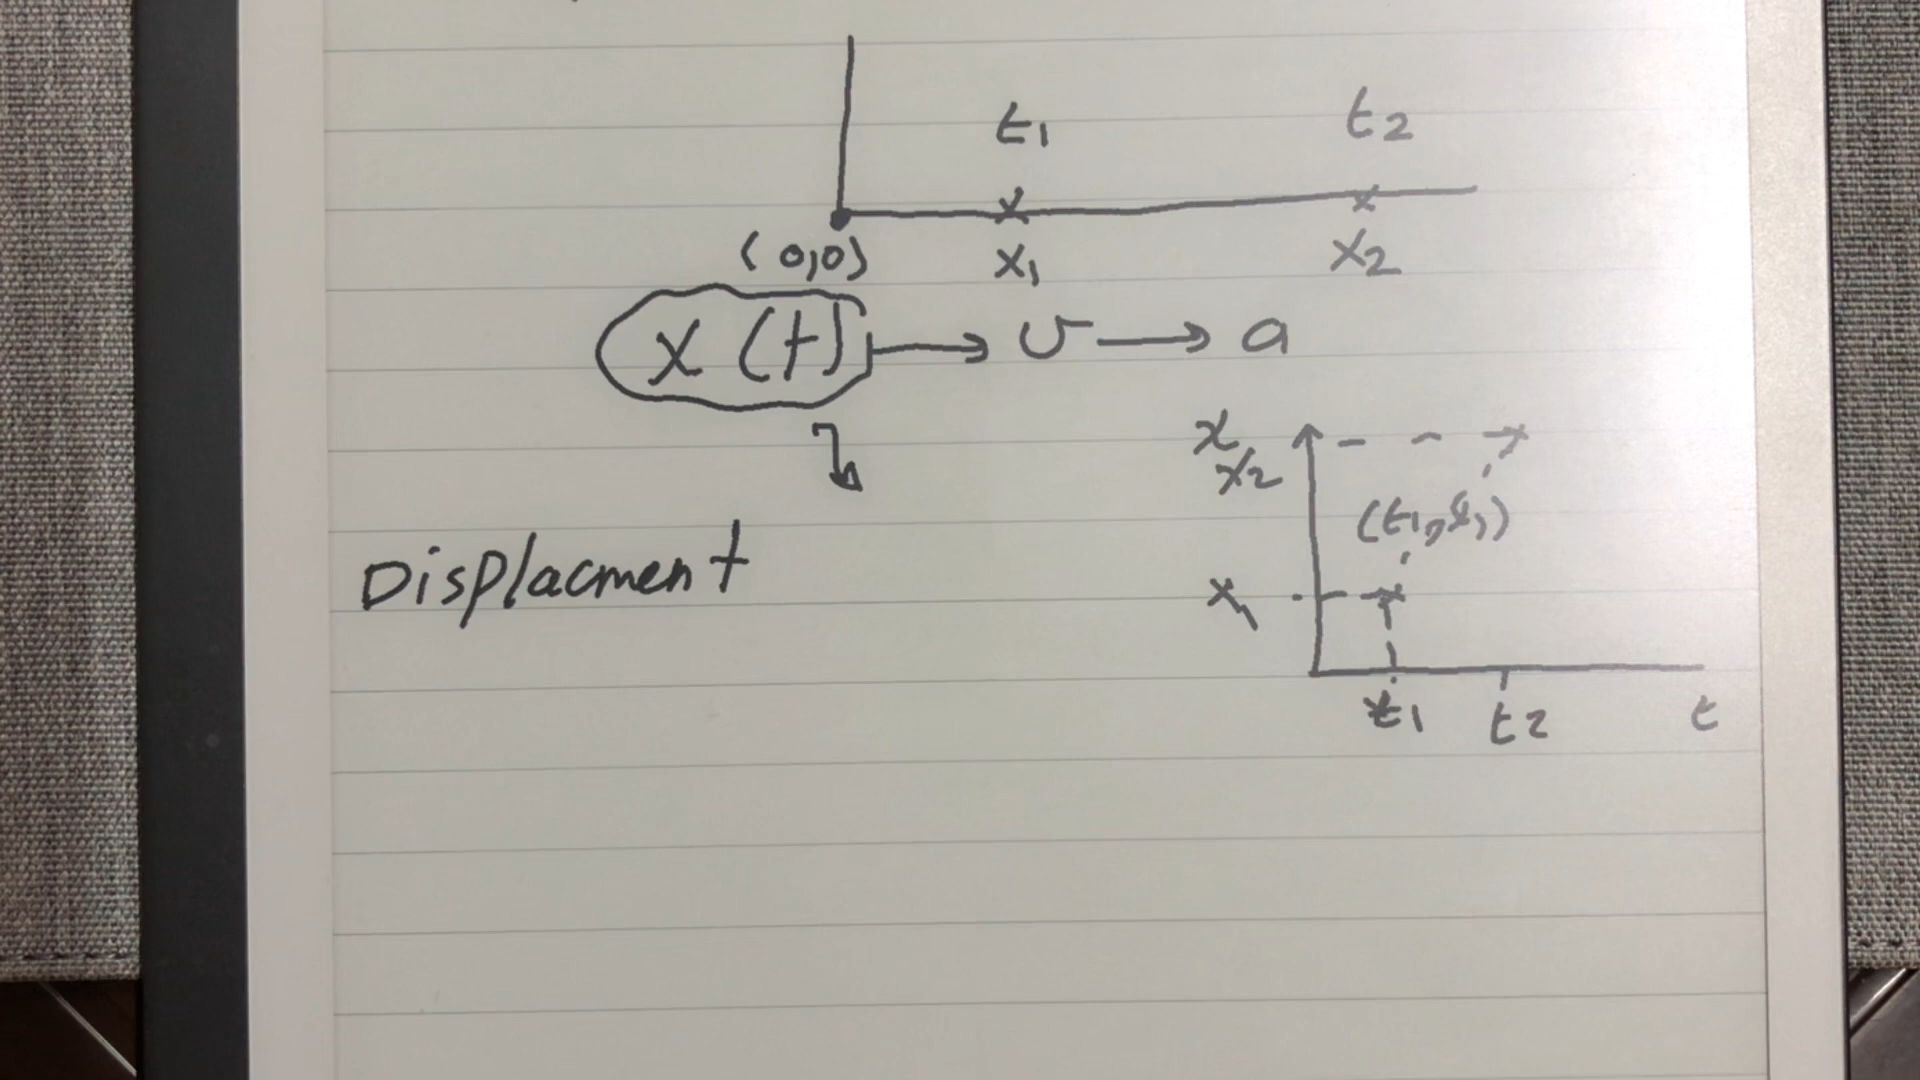 t1 t2
(0,0) x1 x2
x(t) → v → a
x
x2
(t1,x1)
Displacment
x1
t1 t2 t